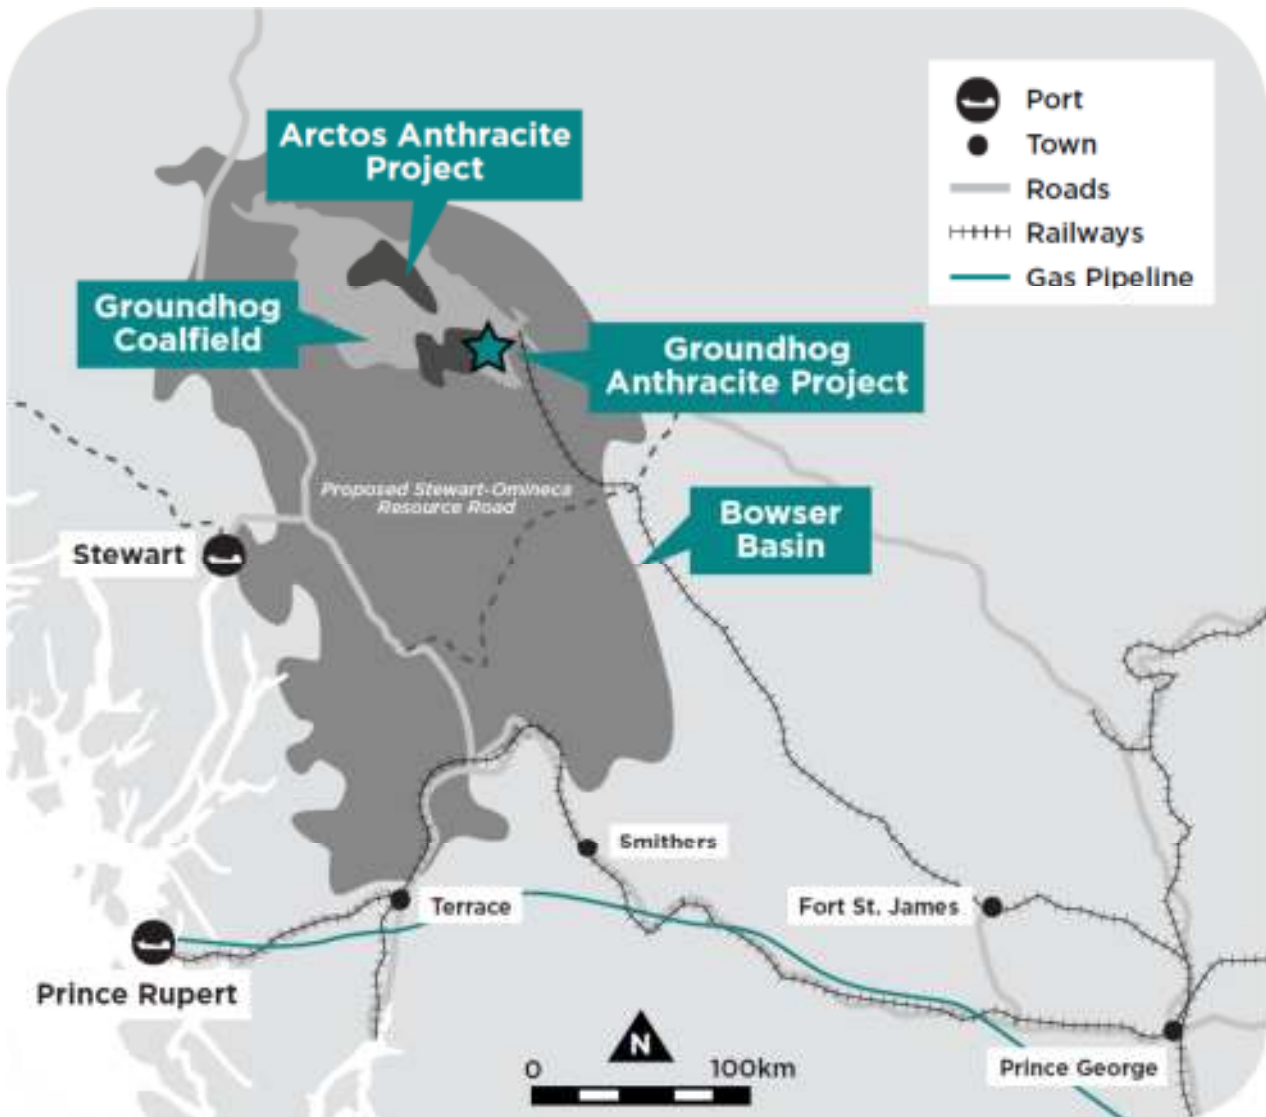 Arctos Anthracite
Project
Port
Town
Roads
Railways
Gas Pipeline
Groundhog
Coalfield
Groundhog
Anthracite Project
Proposed Stewart-Omineca
Resource Road
Bowser
Basin
Stewart
Smithers
Terrace
Fort St. James
Prince Rupert
Prince George
N
0 100km